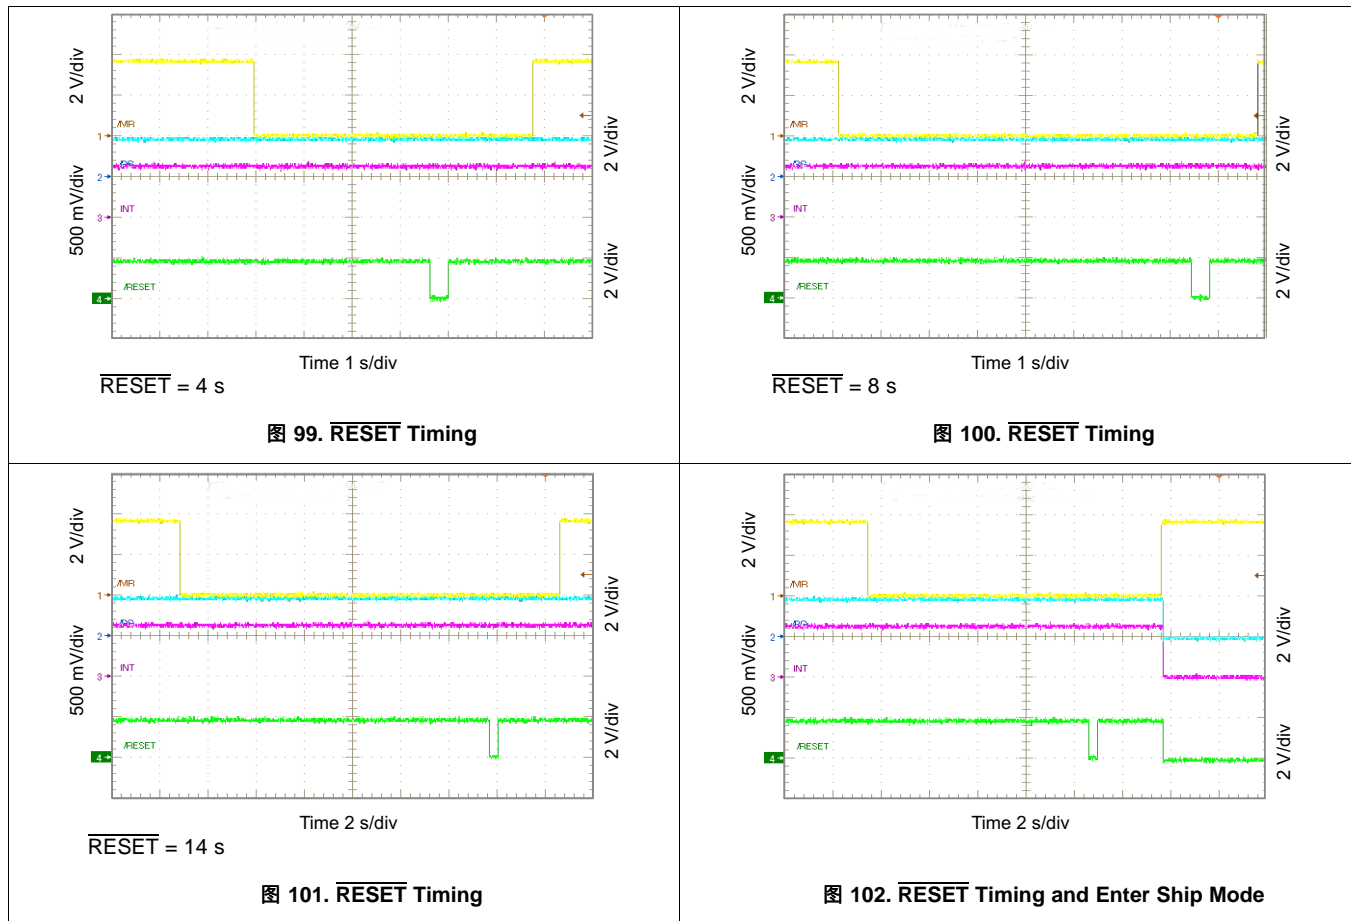 2 V/div
500 mV/div
/MR
1
2
INT
3
/RESET
4
2 V/div
2 V/div
Time 1 s/div
RESET = 4 s
图 99. RESET Timing
2 V/div
500 mV/div
/MR
1
2
INT
3
/RESET
4
2 V/div
2 V/div
Time 1 s/div
RESET = 8 s
图 100. RESET Timing
2 V/div
500 mV/div
/MR
1
2
INT
3
/RESET
4
2 V/div
2 V/div
Time 2 s/div
RESET = 14 s
图 101. RESET Timing
2 V/div
500 mV/div
/MR
1
2
INT
3
/RESET
4
2 V/div
2 V/div
Time 2 s/div
图 102. RESET Timing and Enter Ship Mode